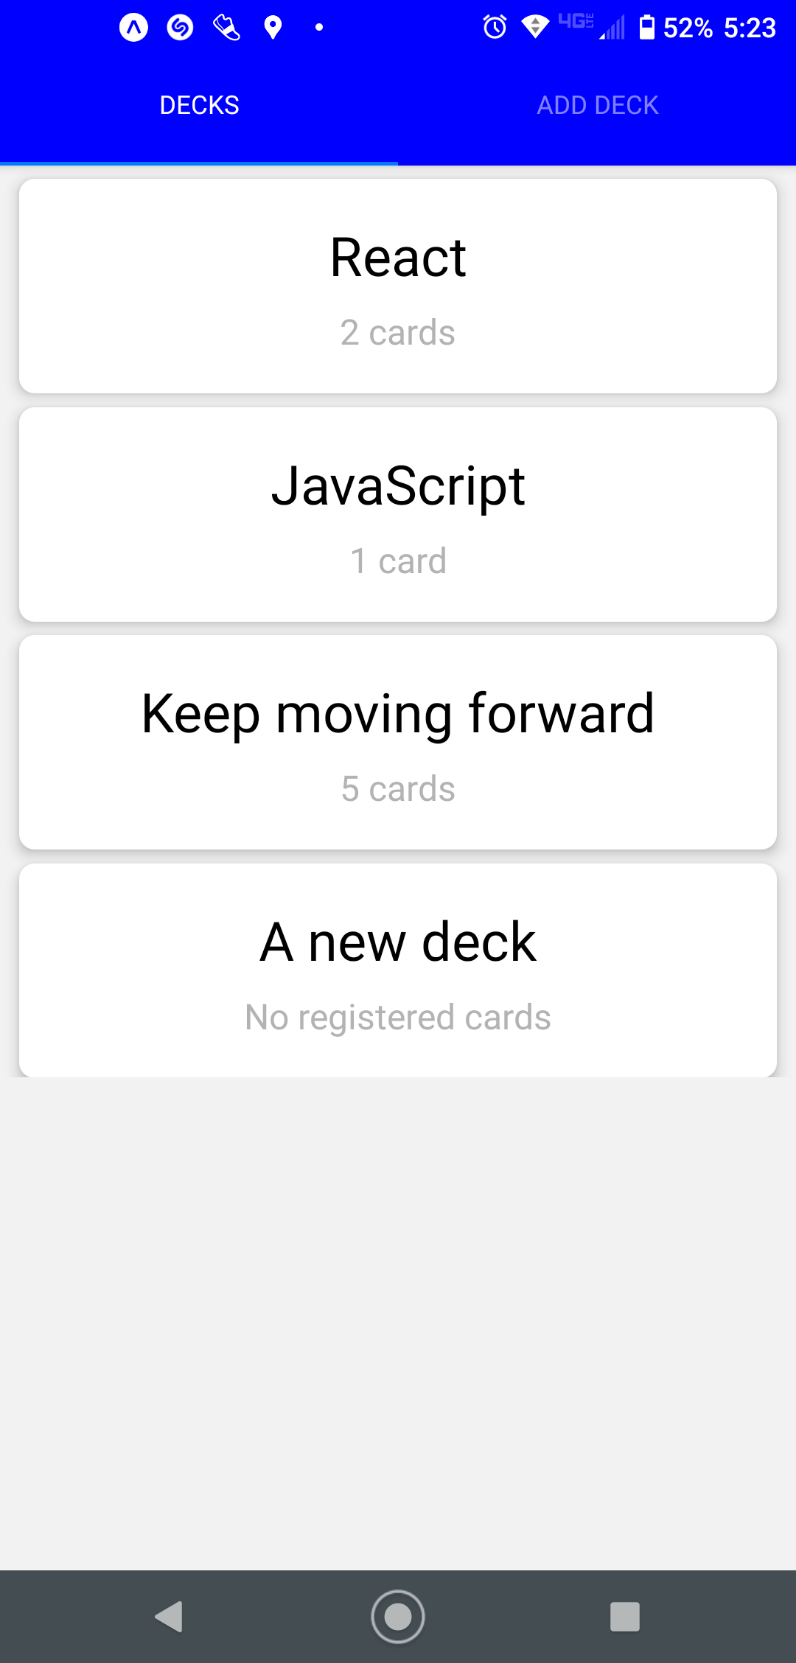 4G LTE 52% 5:23
DECKS ADD DECK
React
2 cards
JavaScript
1 card
Keep moving forward
5 cards
A new deck
No registered cards